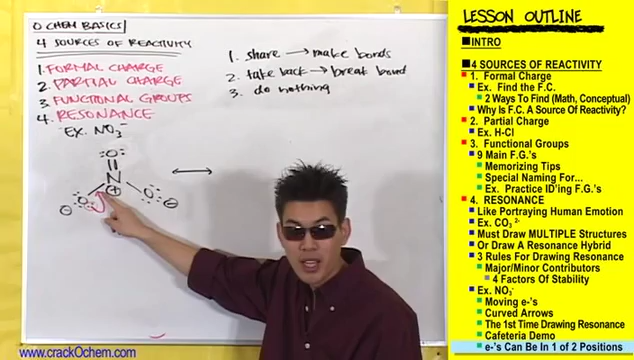 O CHEM BASICS
4 SOURCES OF REACTIVITY
1. FORMAL CHARGE
2. PARTIAL CHARGE
3. FUNCTIONAL GROUPS
4. RESONANCE
EX. NO₃⁻
1. share → make bonds
2. take back → break bond
3. do nothing
:O:
N
⊕
:O:
⊖
:O:
⊖
↔
www.crackOchem.com
LESSON OUTLINE
INTRO
4 SOURCES OF REACTIVITY
1. Formal Charge
Ex. Find the F.C.
2 Ways To Find (Math, Conceptual)
Why Is F.C. A Source Of Reactivity?
2. Partial Charge
Ex. H-Cl
3. Functional Groups
9 Main F.G.'s
Memorizing Tips
Special Naming For...
Ex. Practice ID'ing F.G.'s
4. RESONANCE
Like Portraying Human Emotion
Ex. CO₃ ²⁻
Must Draw MULTIPLE Structures
Or Draw A Resonance Hybrid
3 Rules For Drawing Resonance
Major/Minor Contributors
4 Factors Of Stability
Ex. NO₃⁻
Moving e-'s
Curved Arrows
The 1st Time Drawing Resonance
Cafeteria Demo
e-'s Can Be In 1 of 2 Positions